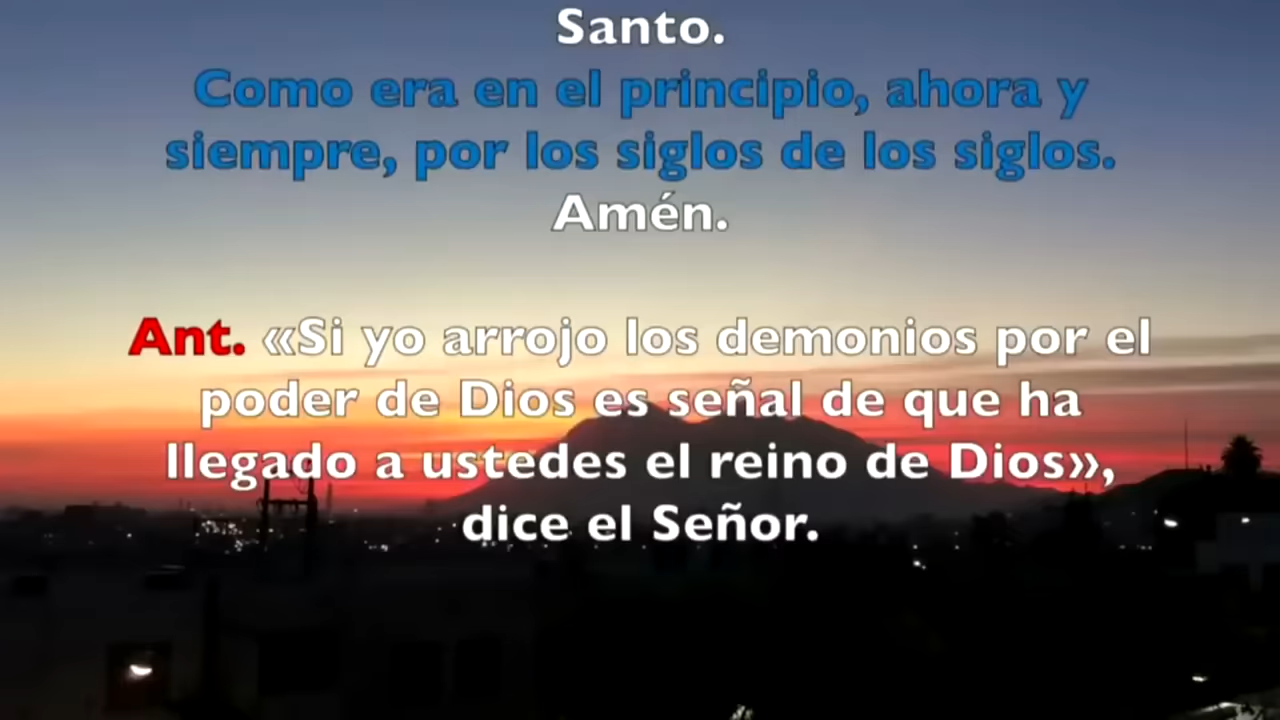 Santo.
Como era en el principio, ahora y
siempre, por los siglos de los siglos.
Amén.
Ant. «Si yo arrojo los demonios por el
poder de Dios es señal de que ha
llegado a ustedes el reino de Dios»,
dice el Señor.